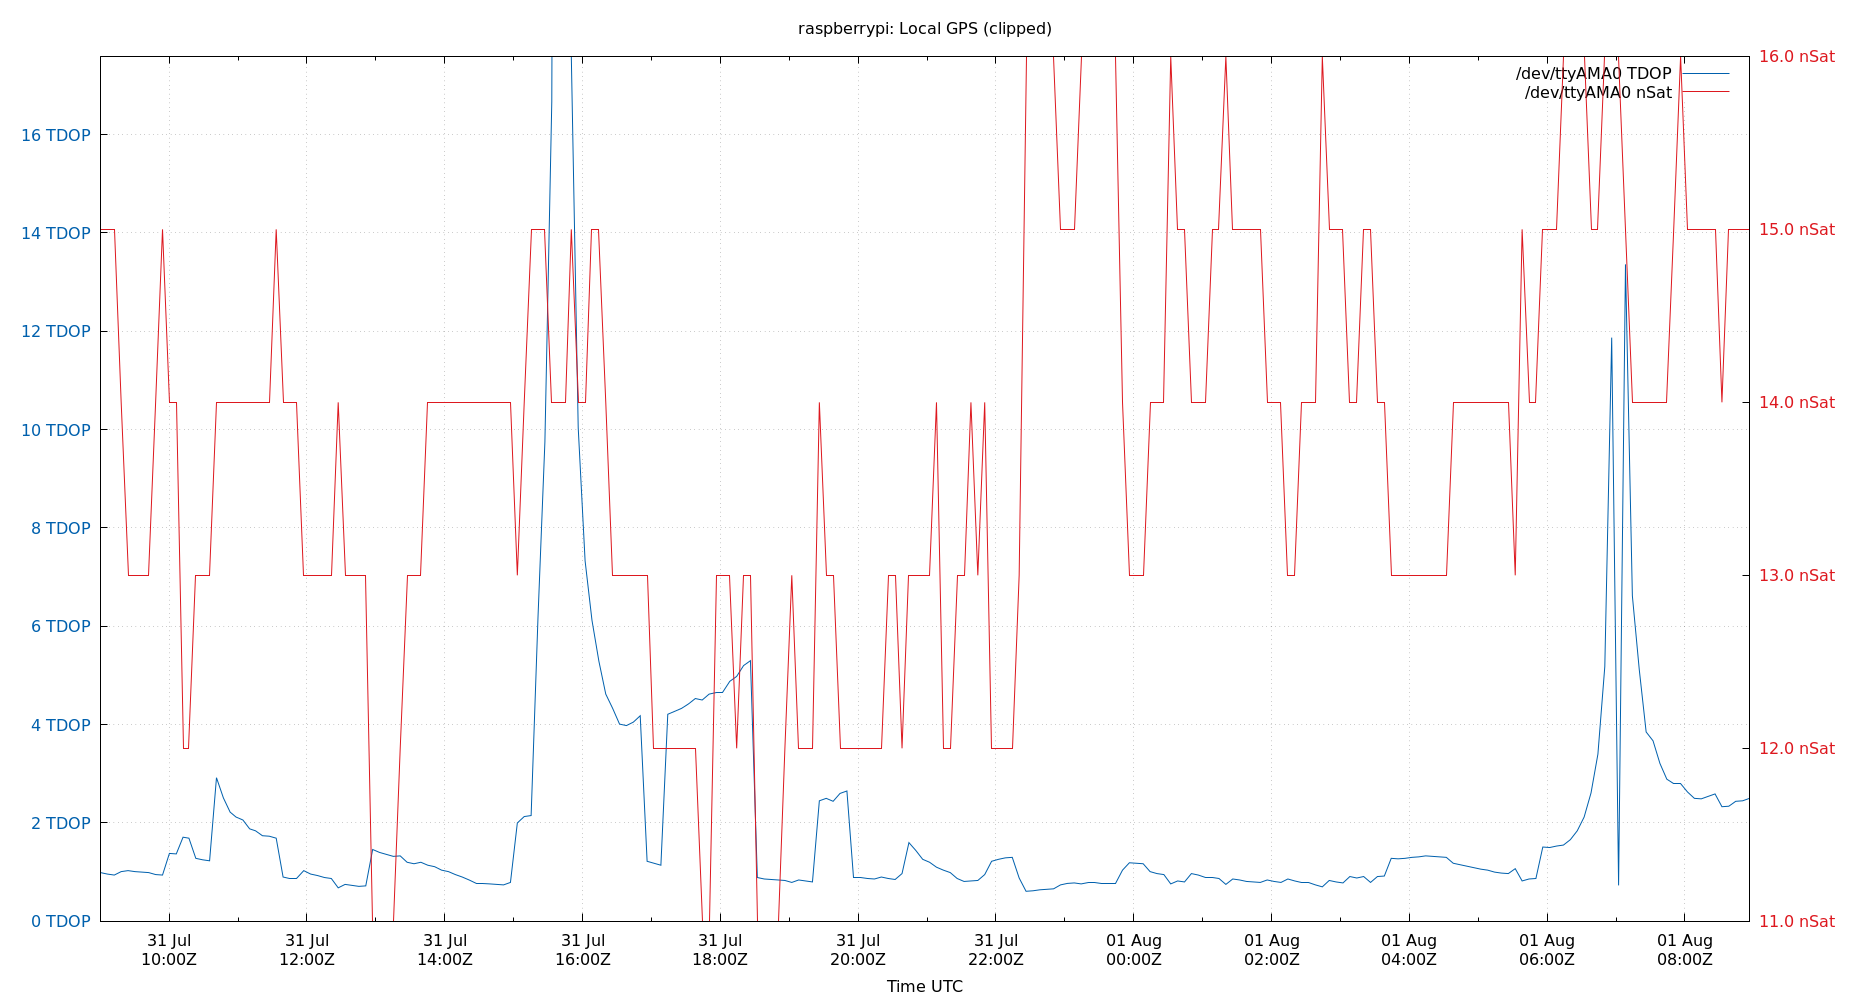 raspberrypi: Local GPS (clipped)
/dev/ttyAMA0 TDOP
/dev/ttyAMA0 nSat
16 TDOP
14 TDOP
12 TDOP
10 TDOP
8 TDOP
6 TDOP
4 TDOP
2 TDOP
0 TDOP
16.0 nSat
15.0 nSat
14.0 nSat
13.0 nSat
12.0 nSat
11.0 nSat
31 Jul
10:00Z
31 Jul
12:00Z
31 Jul
14:00Z
31 Jul
16:00Z
31 Jul
18:00Z
31 Jul
20:00Z
31 Jul
22:00Z
01 Aug
00:00Z
01 Aug
02:00Z
01 Aug
04:00Z
01 Aug
06:00Z
01 Aug
08:00Z
Time UTC